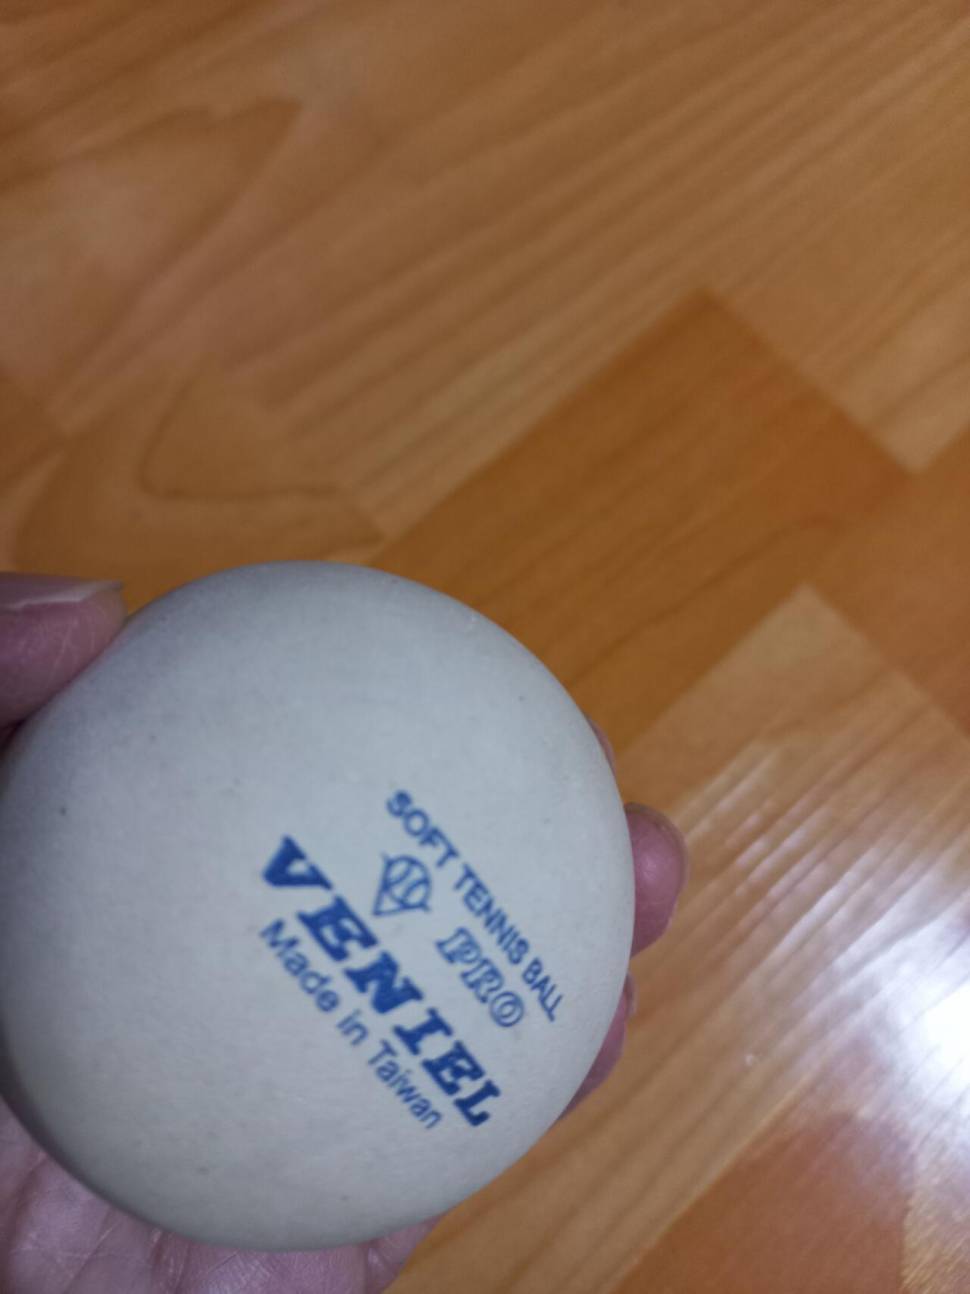 SOFT TENNIS BALL
PRO
VENIEL
Made in Taiwan